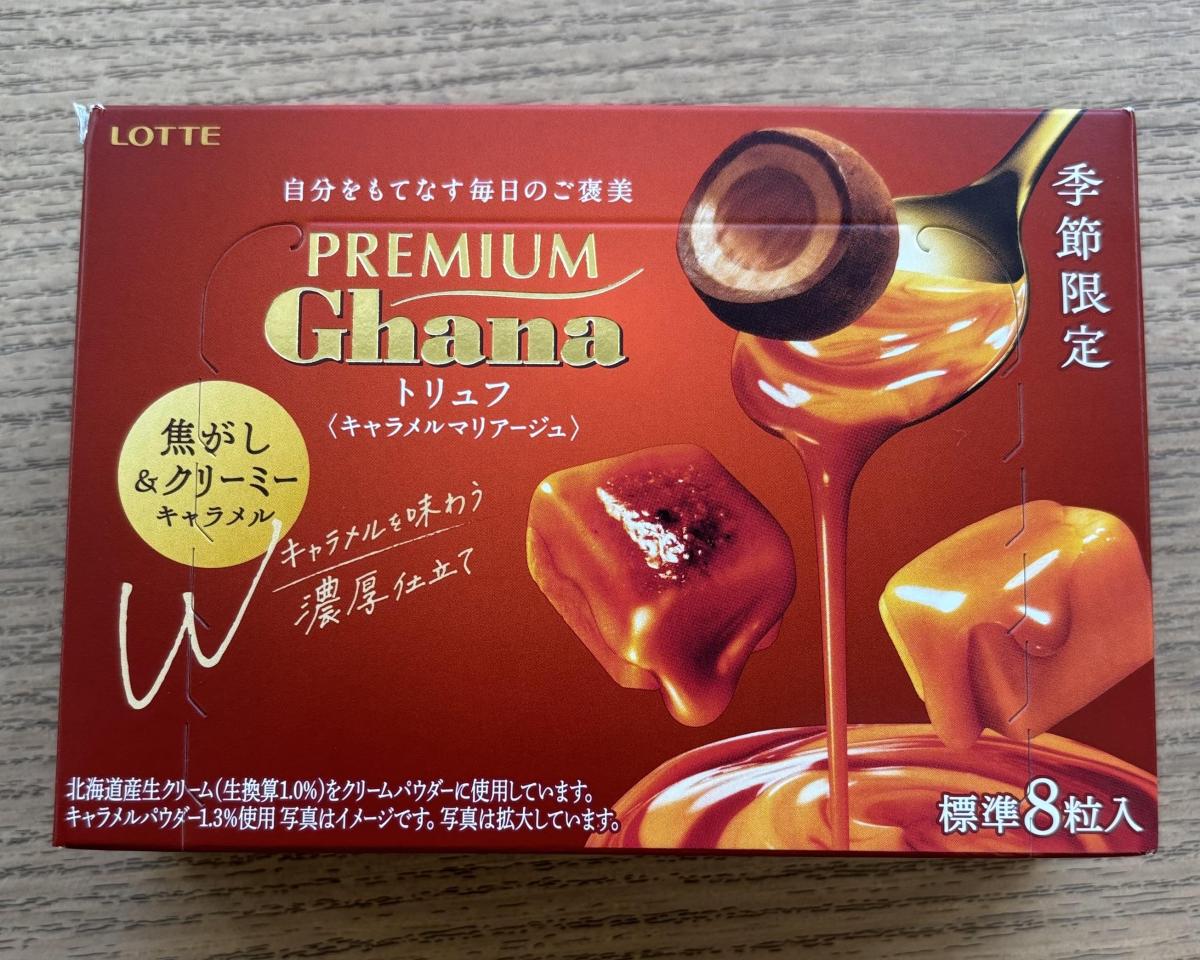 LOTTE
自分をもてなす毎日のご褒美
PREMIUM
Ghana
トリュフ
〈キャラメルマリアージュ〉
季節限定
焦がし
&クリーミー
キャラメル
W
キャラメルを味わう
濃厚仕立て
北海道産生クリーム(生換算1.0%)をクリームパウダーに使用しています。
キャラメルパウダー1.3%使用 写真はイメージです。写真は拡大しています。
標準8粒入